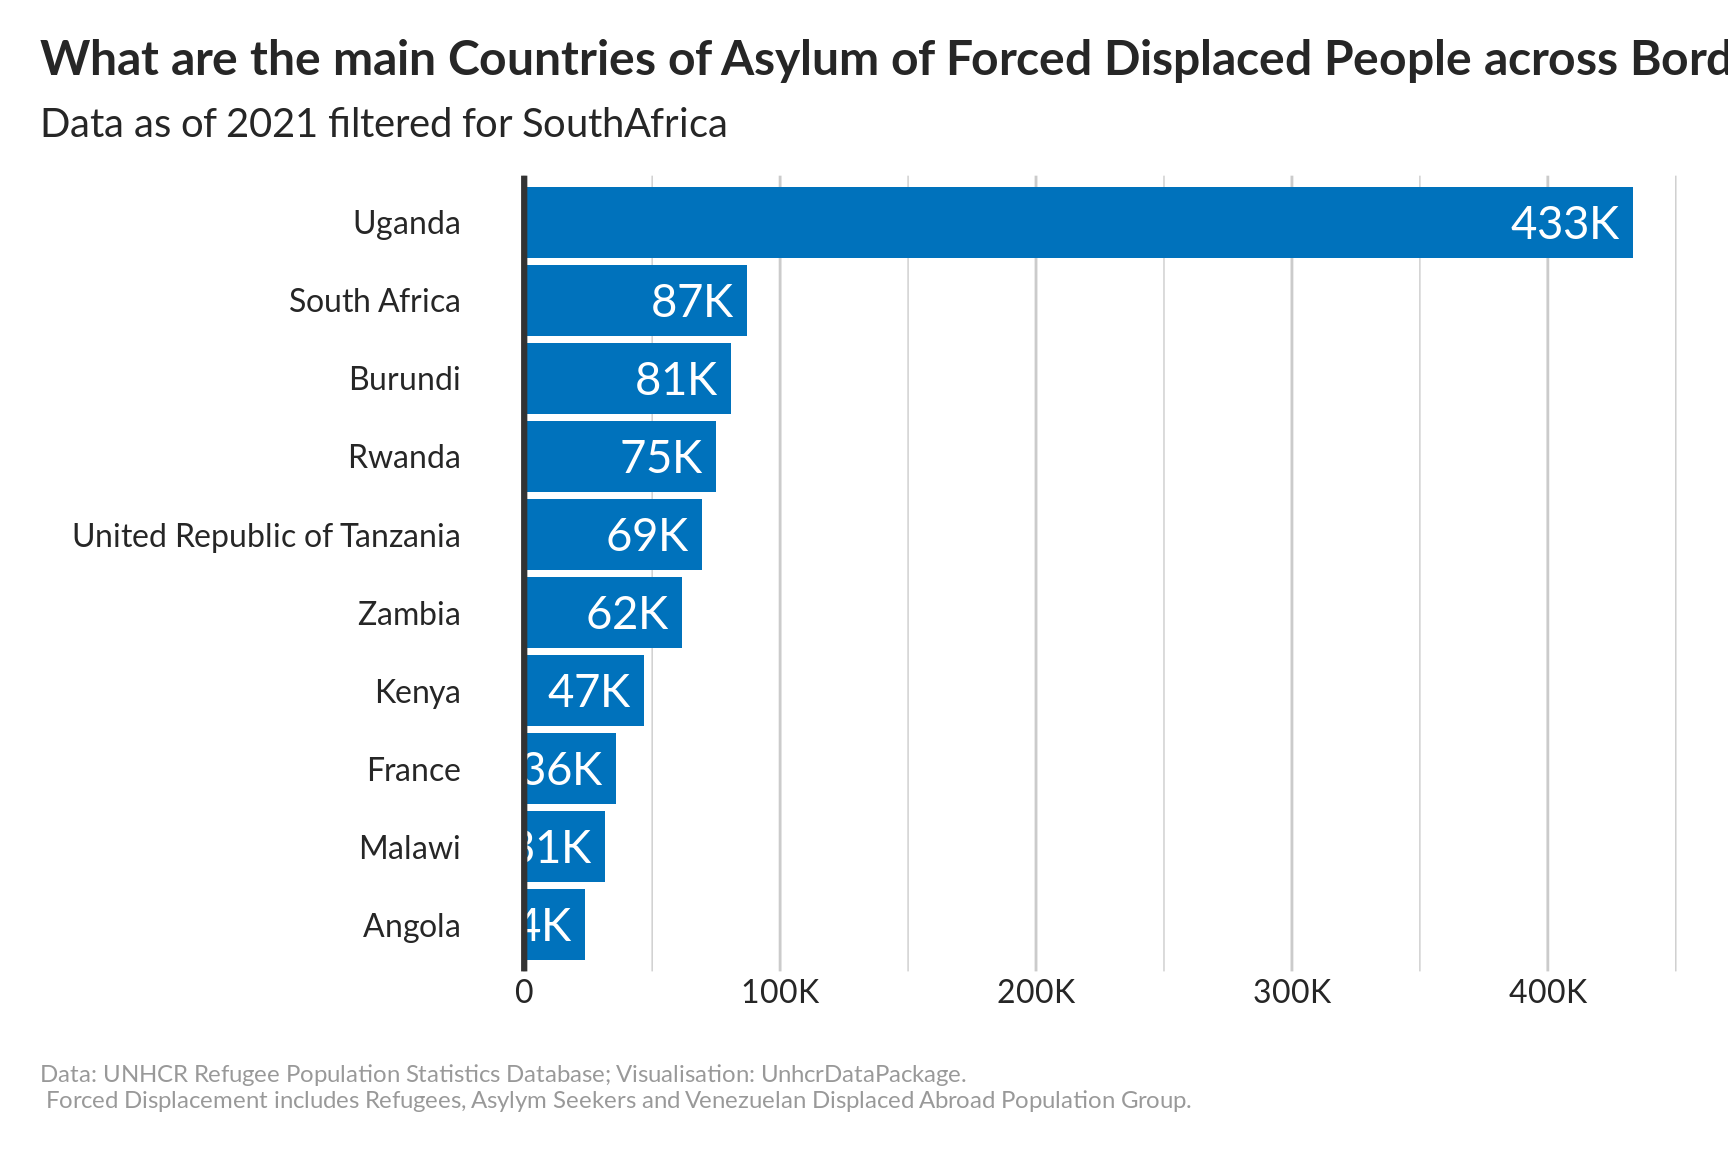 What are the main Countries of Asylum of Forced Displaced People across Bord
Data as of 2021 filtered for SouthAfrica
Uganda 433K
South Africa 87K
Burundi 81K
Rwanda 75K
United Republic of Tanzania 69K
Zambia 62K
Kenya 47K
France 36K
Malawi 31K
Angola 4K
0 100K 200K 300K 400K
Data: UNHCR Refugee Population Statistics Database; Visualisation: UnhcrDataPackage.
Forced Displacement includes Refugees, Asylym Seekers and Venezuelan Displaced Abroad Population Group.